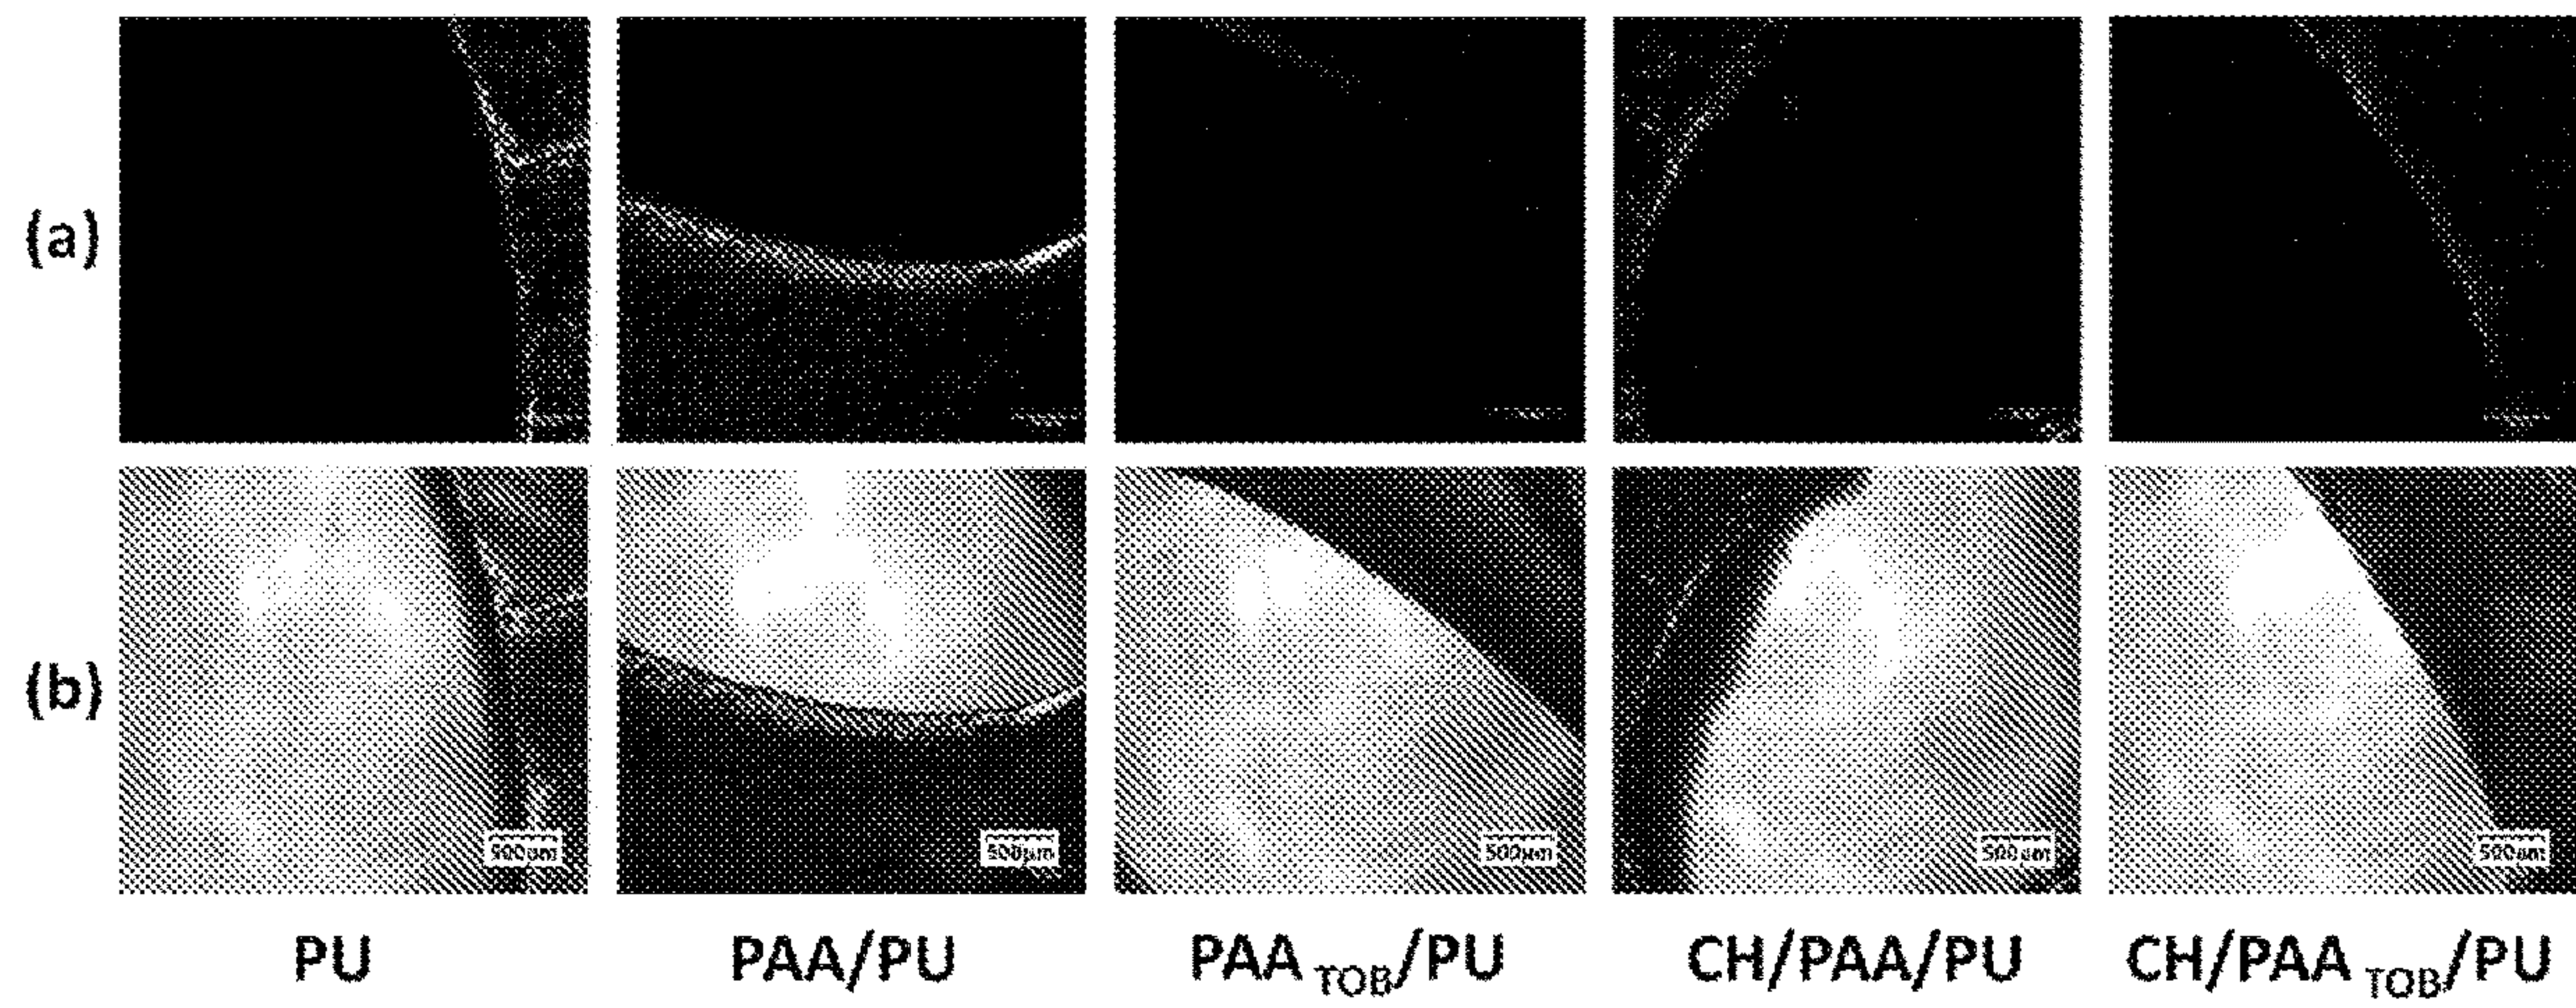 (a)
(b)
500µm 500µm 500µm 500µm 500µm
PU PAA/PU PAA TOB/PU CH/PAA/PU CH/PAA TOB/PU